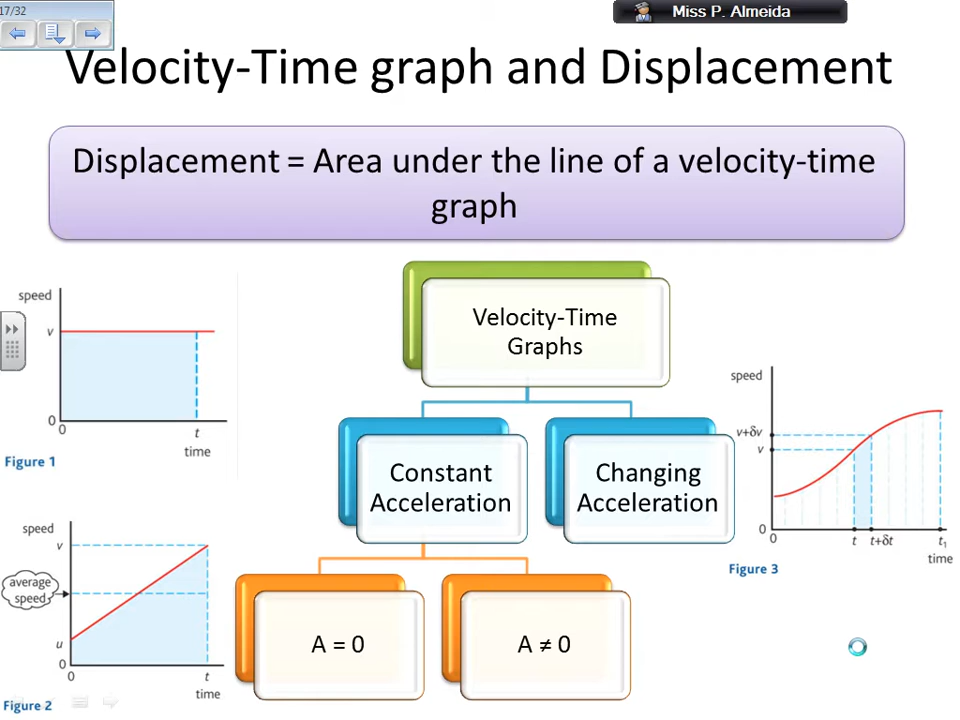 17/32
Miss P. Almeida
Velocity-Time graph and Displacement
Displacement = Area under the line of a velocity-time
graph
speed
v
0
0
t
time
Figure 1
Velocity-Time
Graphs
Constant
Acceleration
Changing
Acceleration
A = 0
A ≠ 0
speed
v
average
speed
u
0
0
t
time
Figure 2
speed
v+δv
v
0
0
t
t+δt
t₁
time
Figure 3